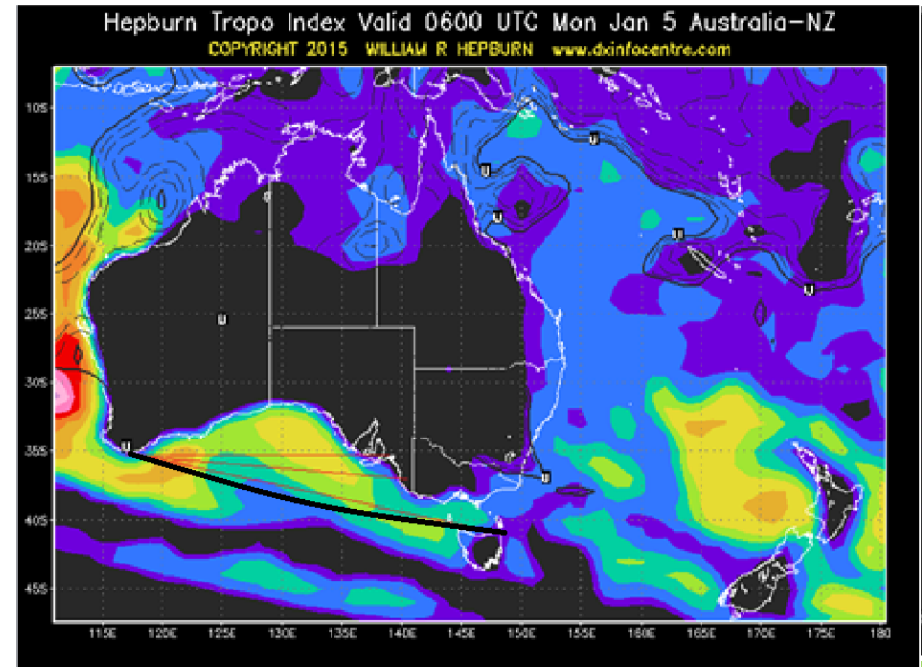 Hepburn Tropo Index Valid 0600 UTC Mon Jan 5 Australia-NZ
COPYRIGHT 2015 WILLIAM R HEPBURN www.dxinfocentre.com
10S
U
U
15S
U
U
20S
U
25S
U
30S
35S
U
U
40S
45S
115E 120E 125E 130E 135E 140E 145E 150E 155E 160E 165E 170E 175E 180